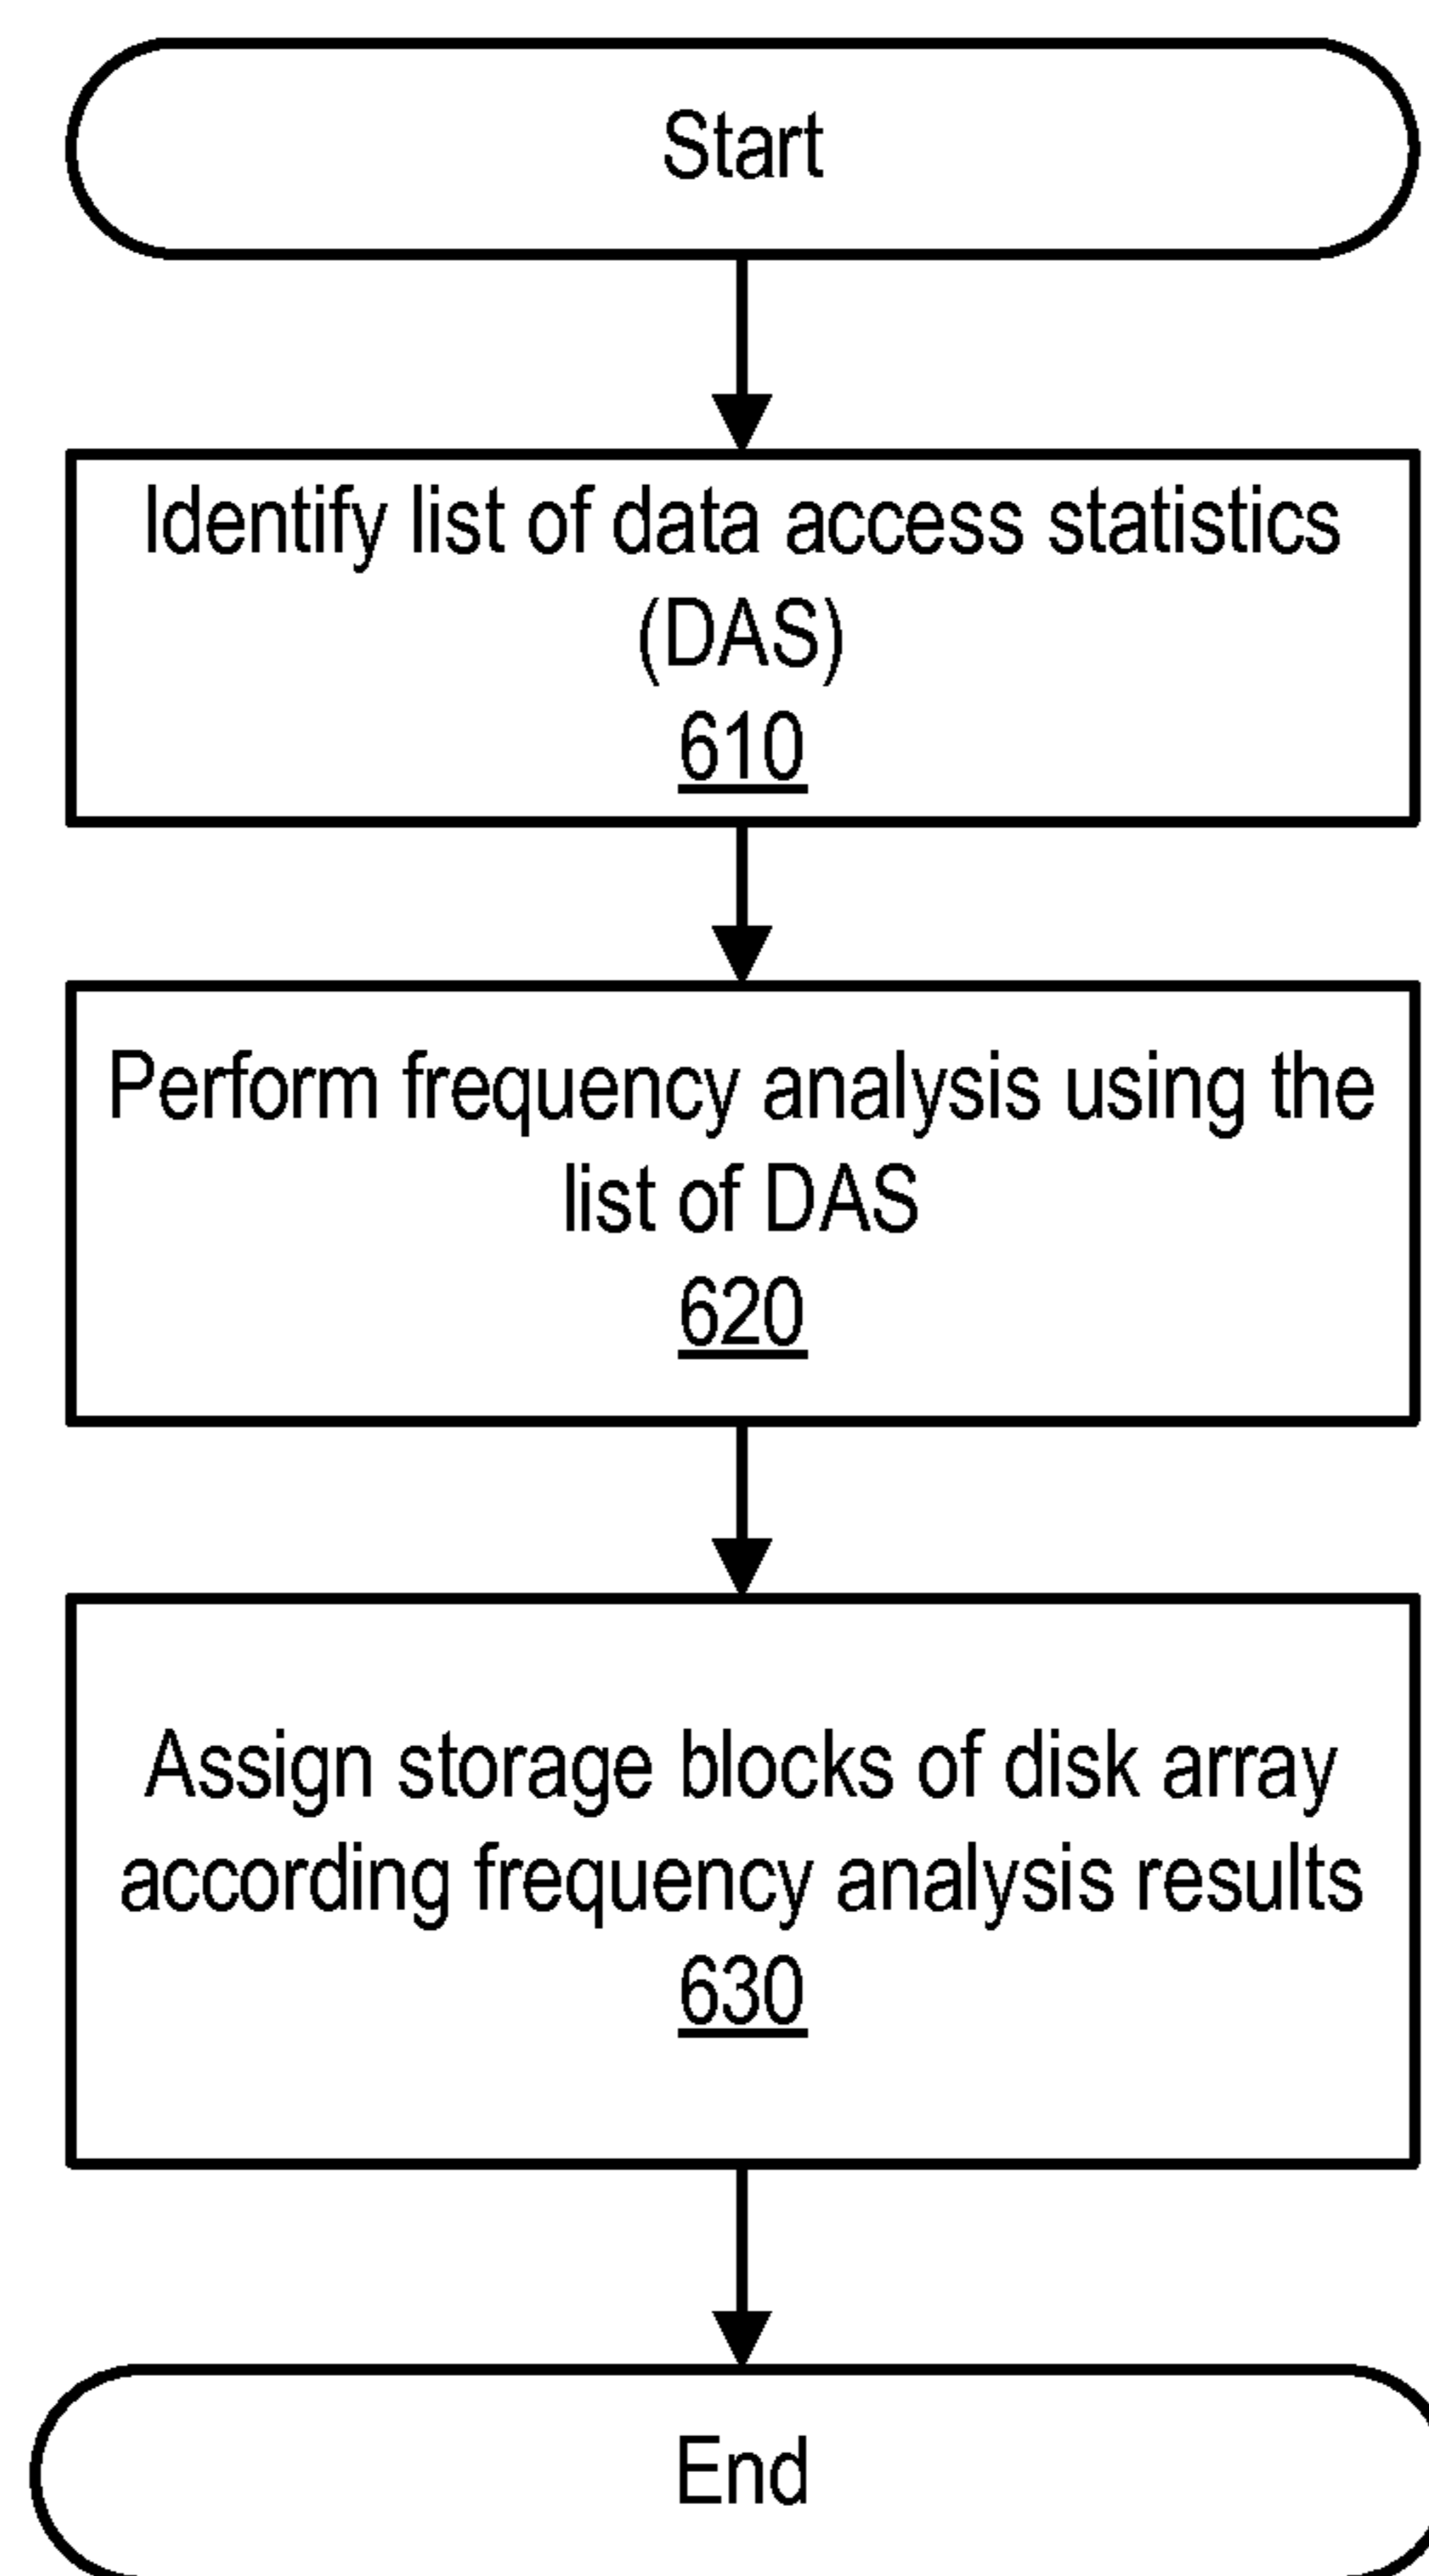 Start
Identify list of data access statistics
(DAS)
610
Perform frequency analysis using the
list of DAS
620
Assign storage blocks of disk array
according frequency analysis results
630
End